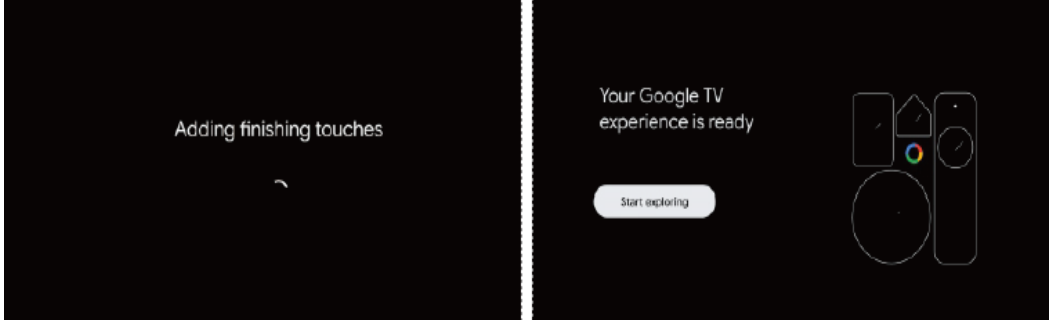 Adding finishing touches
Your Google TV
experience is ready
Start exploring